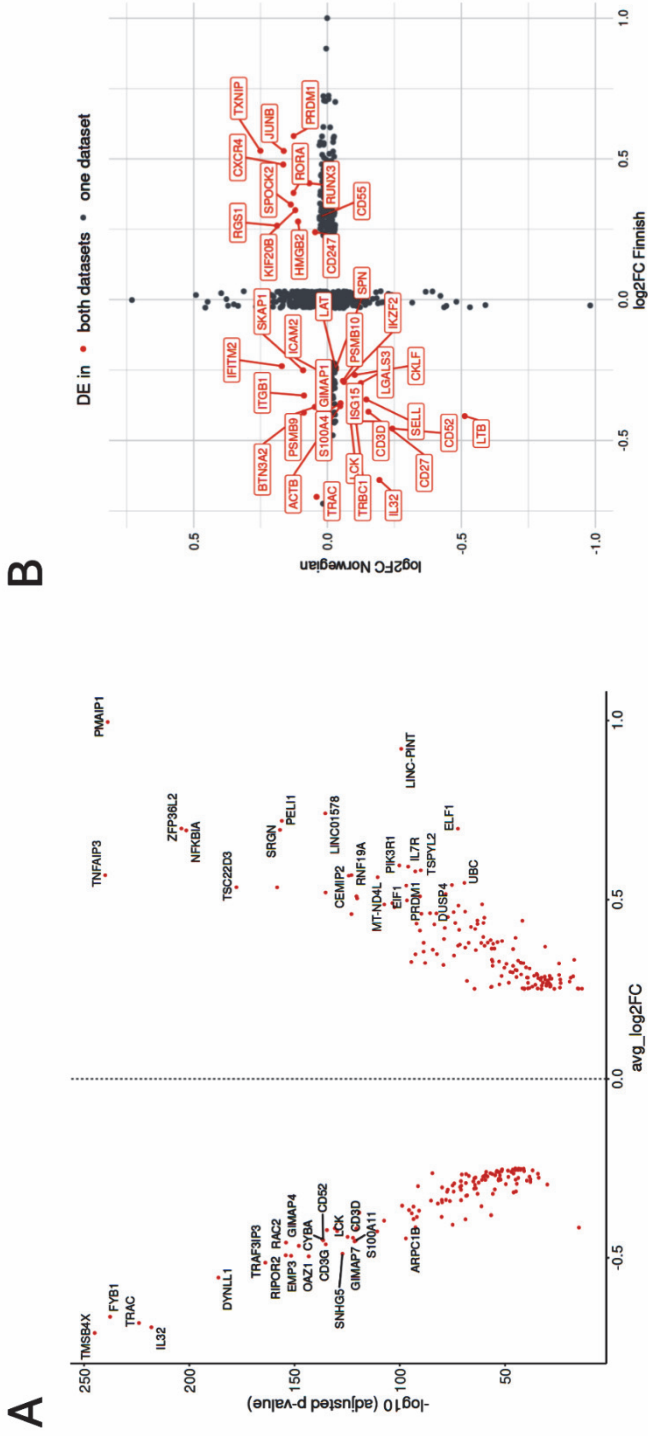 A
TNFAIP3
PMAIP1
TMSB4X
FYB1
TRAC
IL32
ZFP36L2
NFKBIA
DYNLL1
TSC22D3
TRAF3IP3
SRGN
PELI1
RIPOR2
RAC2
GIMAP4
EMP3
OAZ1
CYBA
CD52
CD3G
LINC01578
SNHG5
LCK
CD3D
GIMAP7
S100A11
CEMIP2
RNF19A
MT-ND4L
PIK3R1
LINC-PINT
ARPC1B
EIF1
IL7R
PRDM1
TSPYL2
DUSP4
ELF1
UBC
250
200
150
100
50
-log10 (adjusted p-value)
-0.5
0.0
0.5
1.0
avg_log2FC
B
DE in
both datasets
one dataset
TXNIP
CXCR4
JUNB
RGS1
SPOCK2
PRDM1
KIF20B
RORA
HMGB2
RUNX3
CD247
CD55
IFITM2
SKAP1
ITGB1
ICAM2
LAT
SPN
BTN3A2
PSMB9
GIMAP1
PSMB10
IKZF2
ACTB
S100A4
ISG15
LGALS3
CKLF
TRAC
LCK
CD3D
SELL
TRBC1
CD52
IL32
CD27
LTB
0.5
0.0
-0.5
-1.0
log2FC Norwegian
-0.5
0.0
0.5
1.0
log2FC Finnish